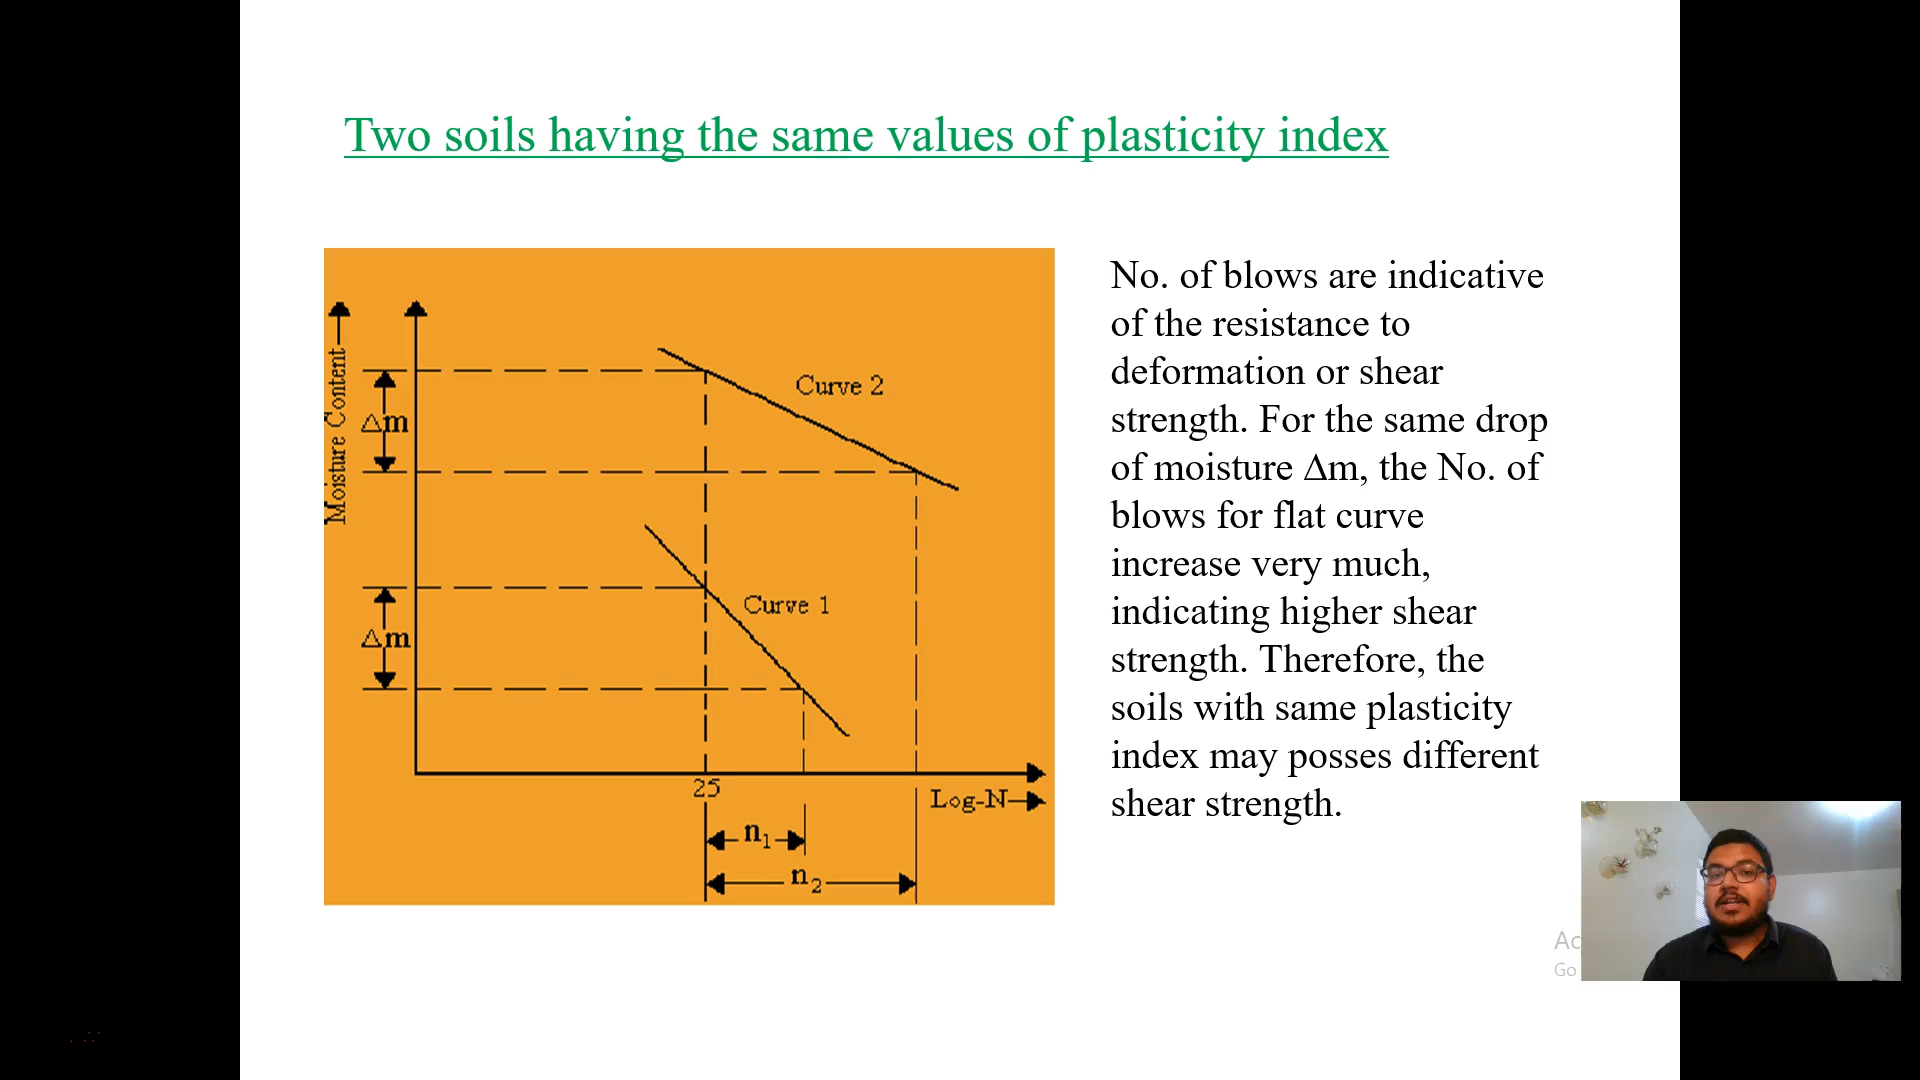 Two soils having the same values of plasticity index
Moisture Content
Δm
Δm
Curve 2
Curve 1
25
Log-N
n₁
n₂
No. of blows are indicative
of the resistance to
deformation or shear
strength. For the same drop
of moisture Δm, the No. of
blows for flat curve
increase very much,
indicating higher shear
strength. Therefore, the
soils with same plasticity
index may posses different
shear strength.
Ac
Go